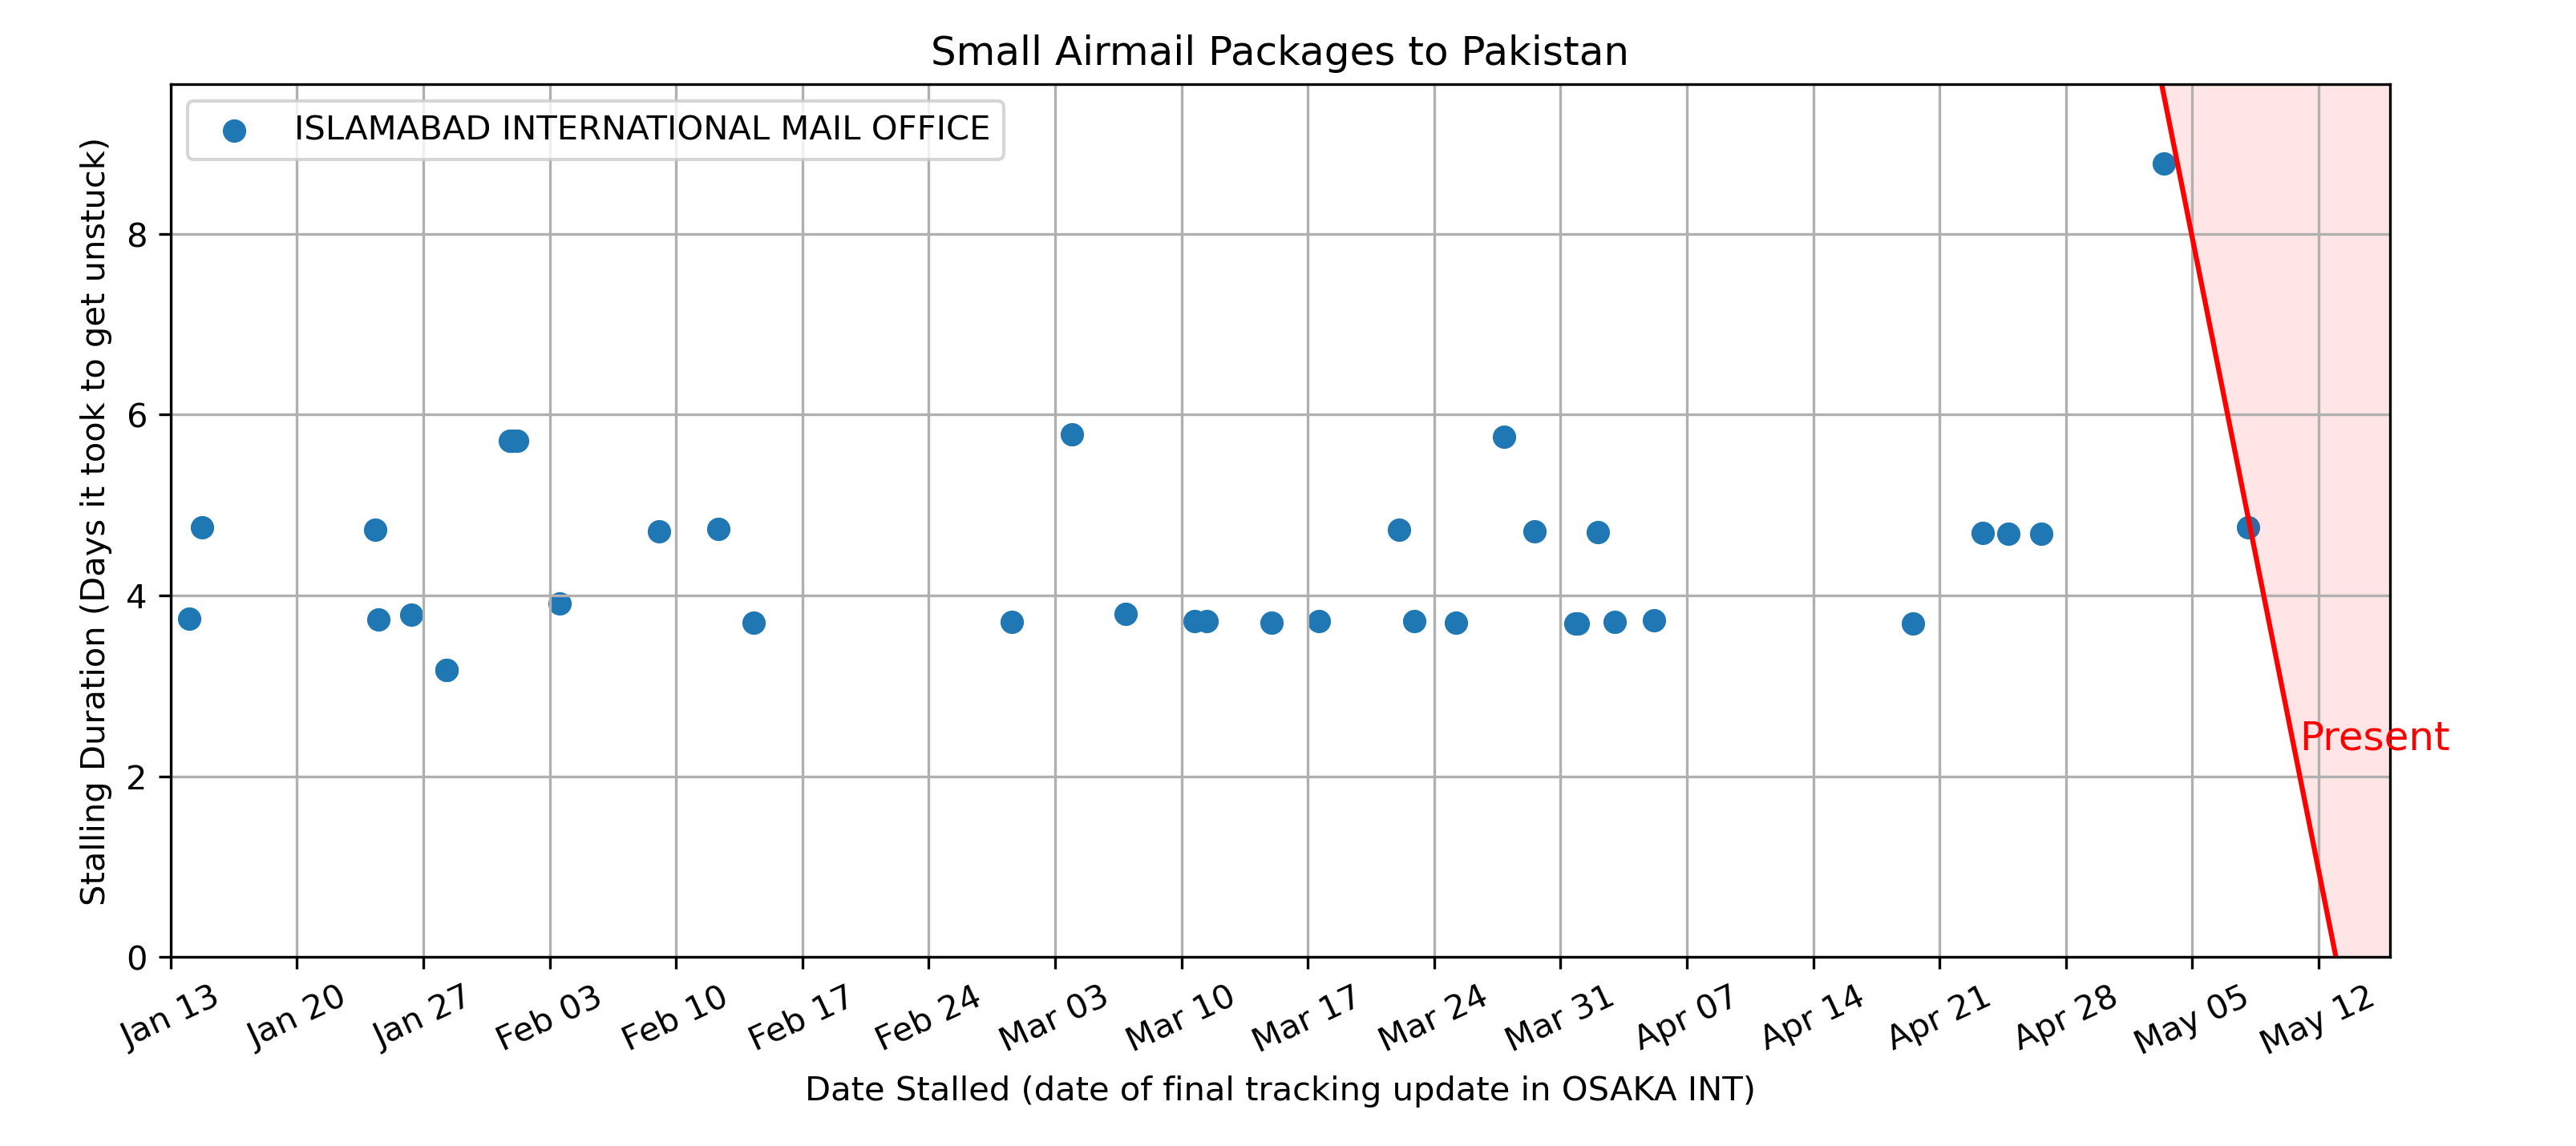 Small Airmail Packages to Pakistan
ISLAMABAD INTERNATIONAL MAIL OFFICE
Stalling Duration (Days it took to get unstuck)
8
6
4
2
0
Present
Jan 13 Jan 20 Jan 27 Feb 03 Feb 10 Feb 17 Feb 24 Mar 03 Mar 10 Mar 17 Mar 24 Mar 31 Apr 07 Apr 14 Apr 21 Apr 28 May 05 May 12
Date Stalled (date of final tracking update in OSAKA INT)